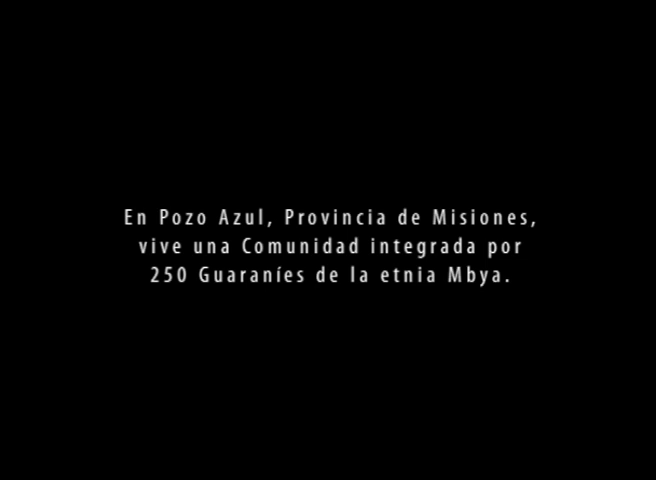 En Pozo Azul, Provincia de Misiones,
vive una Comunidad integrada por
250 Guaraníes de la etnia Mbya.